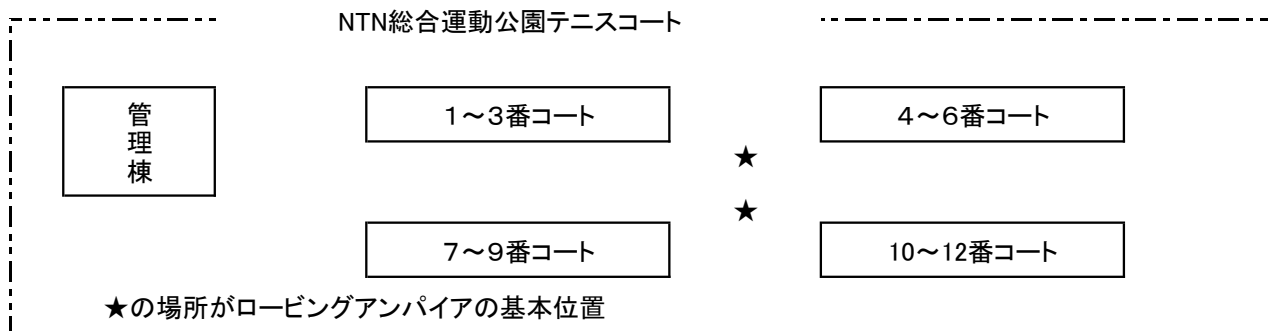 NTN総合運動公園テニスコート
管理棟
１～３番コート
４～６番コート
★
★
７～９番コート
10～12番コート
★の場所がロービングアンパイアの基本位置